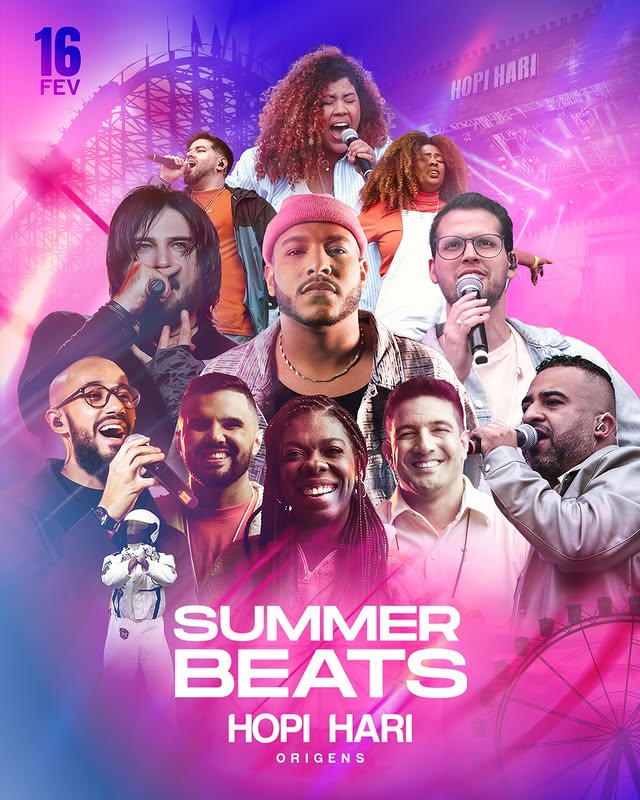 16
FEV
HOPI HARI
SUMMER
BEATS
HOPI HARI
ORIGENS